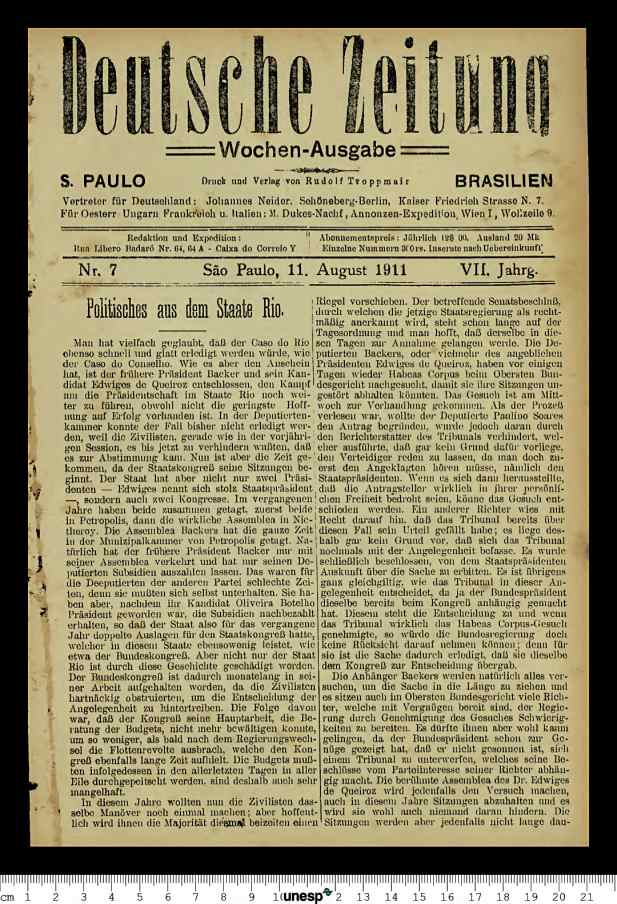 Deutsche Zeitung
Wochen-Ausgabe
S. PAULO
Druck und Verlag von Rudolf Troppmair
BRASILIEN
Vertreter für Deutschland: Johannes Neider, Schöneberg-Berlin, Kaiser Friedrich Strasse N. 7.
Für Oesterr Ungarn Frankreich u. Italien: M. Dukes-Nachf, Annonzen-Expedition, Wien I, Wollzeile 9.
Redaktion und Expedition:
Rua Libero Badaró Nr. 64, 64 A - Caixa do Correio Y
Abonnementspreis: Jährlich 12$00, Ausland 20 Mk
Einzelne Nummern 300rs. Inserate nach Uebereinkunft
Nr. 7
São Paulo, 11. August 1911
VII. Jahrg.
Politisches aus dem Staate Rio.
Man hat vielfach geglaubt, daß der Caso do Rio
ebenso schnell und glatt erledigt werden würde, wie
der Caso do Conselho. Wie es aber den Anschein
hat, ist der frühere Präsident Backer und sein Kan-
didat Edwiges de Queiroz entschlossen, den Kampf
um die Präsidentschaft im Staate Rio noch wei-
ter zu führen, obwohl nicht die geringste Hoff-
nung auf Erfolg vorhanden ist. In der Deputierten-
kammer konnte der Fall bisher nicht erledigt wer-
den, weil die Zivilisten, gerade wie in der vorjähri-
gen Session, es bis jetzt zu verhindern wußten, daß
es zur Abstimmung kam. Nun ist aber die Zeit ge-
kommen, da der Staatskongreß seine Sitzungen be-
ginnt. Der Staat hat aber nicht nur zwei Präsi-
denten — Edwiges nennt sich stolz Staatspräsident
—, sondern auch zwei Kongresse. Im vergangenen
Jahre haben beide zusammen getagt, zuerst beide
in Petropolis, dann die wirkliche Assemblea in Nic-
theroy. Die Assemblea Backers hat die ganze Zeit
in der Munizipalkammer von Petropolis getagt. Na-
türlich hat der frühere Präsident Backer nur mit
seiner Assemblea verkehrt und hat nur seinen De-
putierten Subsidien auszahlen lassen. Das waren für
die Deeputierten der anderen Partei schlechte Zei-
ten, denn sie mußten sich selbst unterhalten. Sie ha-
ben aber, nachdem ihr Kandidat Oliveira Botelho
Präsident geworden war, die Subsidien nachbezahlt
erhalten, so daß der Staat also für das vergangene
Jahr doppelte Auslagen für den Staatskongreß hatte,
welcher in diesem Staate ebensowenig leistet, wie
etwa der Bundeskongreß. Aber nicht nur der Staat
Rio ist durch diese Geschichte geschädigt worden.
Der Bundeskongreß ist dadurch monatelang in sei-
ner Arbeit aufgehalten worden, da die Zivilisten
hartnäckig obstruierten, um die Entscheidung der
Angelegenheit zu hintertreiben. Die Folge davon
war, daß der Kongreß seine Hauptarbeit, die Be-
ratung der Budgets, nicht mehr bewältigen konnte,
um so weniger, als bald nach dem Regierungswech-
sel die Flottenrevolte ausbrach, welche den Kon-
greß ebenfalls lange Zeit aufhielt. Die Budgets muß-
ten infolgedessen in den allerletzten Tagen in aller
Eile durchgepeitscht werden, sind deshalb auch sehr
mangelhaft.
In diesem Jahre wollten nun die Zivilisten das-
selbe Manöver noch einmal machen; aber hoffent-
lich wird ihnen die Majorität diesmal beizeiten einen
Riegel vorschieben. Der betreffende Senatsbeschluß,
durch welchen die jetzige Staatsregierung als recht-
mäßig anerkannt wird, steht schon lange auf der
Tagesordnung und man hofft, daß derselbe in die-
sen Tagen zur Annahme gelangen werde. Die De-
putierten Backers, oder vielmehr des angeblichen
Präsidenten Edwiges de Queiroz, haben vor einigen
Tagen wieder Habeas Corpus beim Obersten Bun-
desgericht nachgesucht, damit sie ihre Sitzungen un-
gestört abhalten könnten. Das Gesuch ist am Mitt-
woch zur Verhandlung gekommen. Als der Prozeß
verlesen war, wollte der Deputierte Paulino Soares
den Antrag begründen, wurde jedoch daran durch
den Berichterstatter des Tribunals verhindert, wel-
cher ausführte, daß gar kein Grund dafür vorliege,
den Verteidiger reden zu lassen, da man doch zu-
erst den Angeklagten hören müsse, nämlich den
Staatspräsidenten. Wenn es sich dann herausstellte,
daß die Antragsteller wirklich in ihrer persönli-
chen Freiheit bedroht seien, könne das Gesuch ent-
schieden werden. Ein anderer Richter wies mit
Recht darauf hin, daß das Tribunal bereits über
diesen Fall sein Urteil gefällt habe; es liege des-
halb gar kein Grund vor, daß sich das Tribunal
nochmals mit der Angelegenheit befasse. Es wurde
schließlich beschlossen, von dem Staatspräsidenten
Auskunft über die Sache zu erbitten. Es ist übrigens
ganz gleichgiltig, wie das Tribunal in dieser An-
gelegenheit entscheidet, da ja der Bundespräsident
dieselbe bereits beim Kongreß anhängig gemacht
hat. Diesem steht die Entscheidung zu und wenn
das Tribunal wirklich das Habeas Corpus-Gesuch
genehmigte, so würde die Bundesregierung doch
keine Rücksicht darauf nehmen können; denn für
sie ist die Sache dadurch erledigt, daß sie dieselbe
dem Kongreß zur Entscheidung übergab.
Die Anhänger Backers werden natürlich alles ver-
suchen, um die Sache in die Länge zu ziehen und
es sitzen auch im Obersten Bundesgericht viele Rich-
ter, welche mit Vergnügen bereit sind, der Regie-
rung durch Genehmigung des Gesuches Schwierig-
keiten zu bereiten. Es dürfte ihnen aber wohl kaum
gelingen, da der Bundespräsident schon zur Ge-
nüge gezeigt hat, daß er nicht gesonnen ist, sich
einem Tribunal zu unterwerfen, welches seine Be-
schlüsse vom Parteiinteresse seiner Richter abhän-
gig macht. Die berühmte Assemblea des Dr. Edwiges
de Queiroz wird jedenfalls den Versuch machen,
auch in diesem Jahre Sitzungen abzuhalten und es
wird sie wohl auch niemand daran hindern. Die
Sitzungen werden aber jedenfalls nicht lange dau-
cm 1 2 3 4 5 6 7 8 9 10 unesp 2 13 14 15 16 17 18 19 20 21